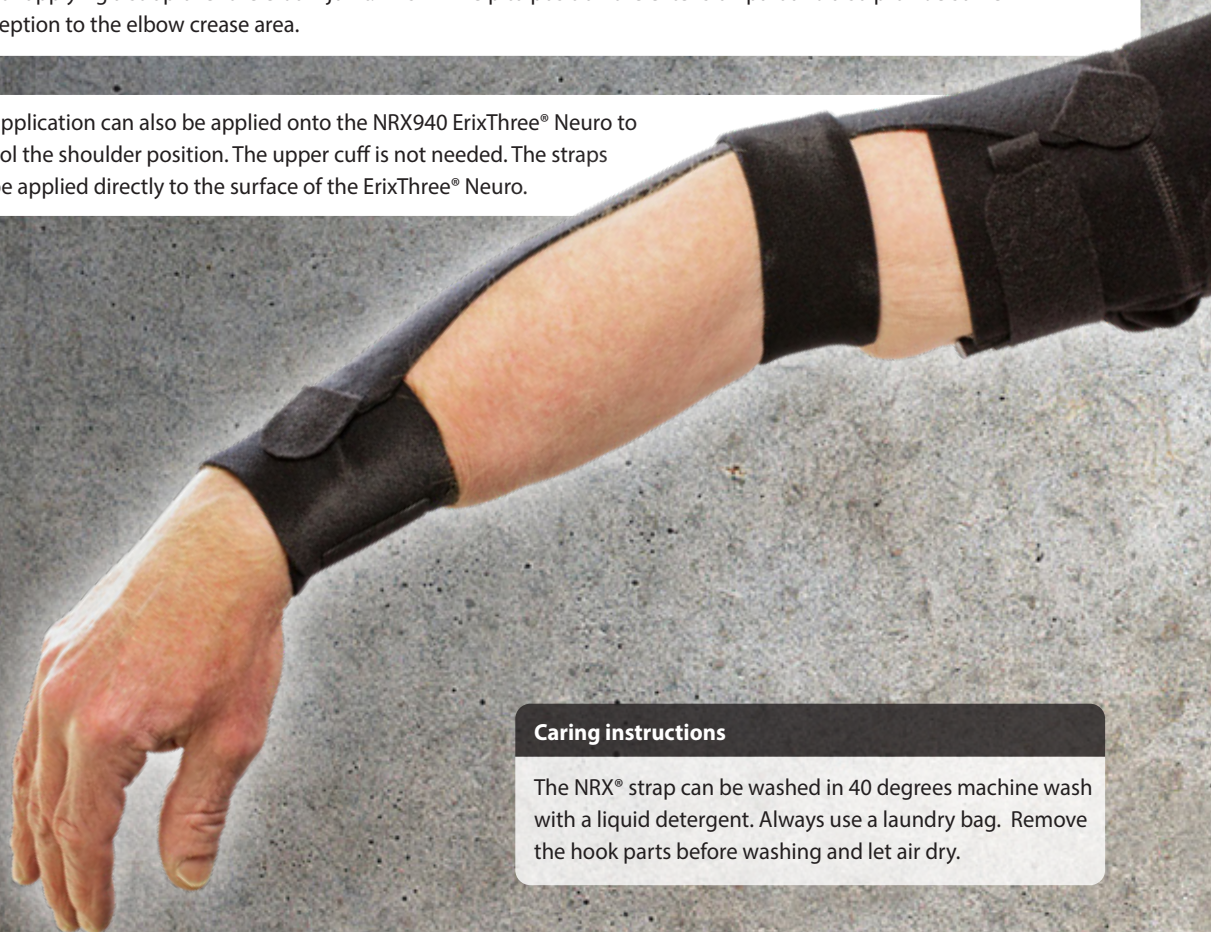 eption to the elbow crease area.
pplication can also be applied onto the NRX940 ErixThree® Neuro to
ol the shoulder position. The upper cuff is not needed. The straps
e applied directly to the surface of the ErixThree® Neuro.
Caring instructions
The NRX® strap can be washed in 40 degrees machine wash
with a liquid detergent. Always use a laundry bag. Remove
the hook parts before washing and let air dry.